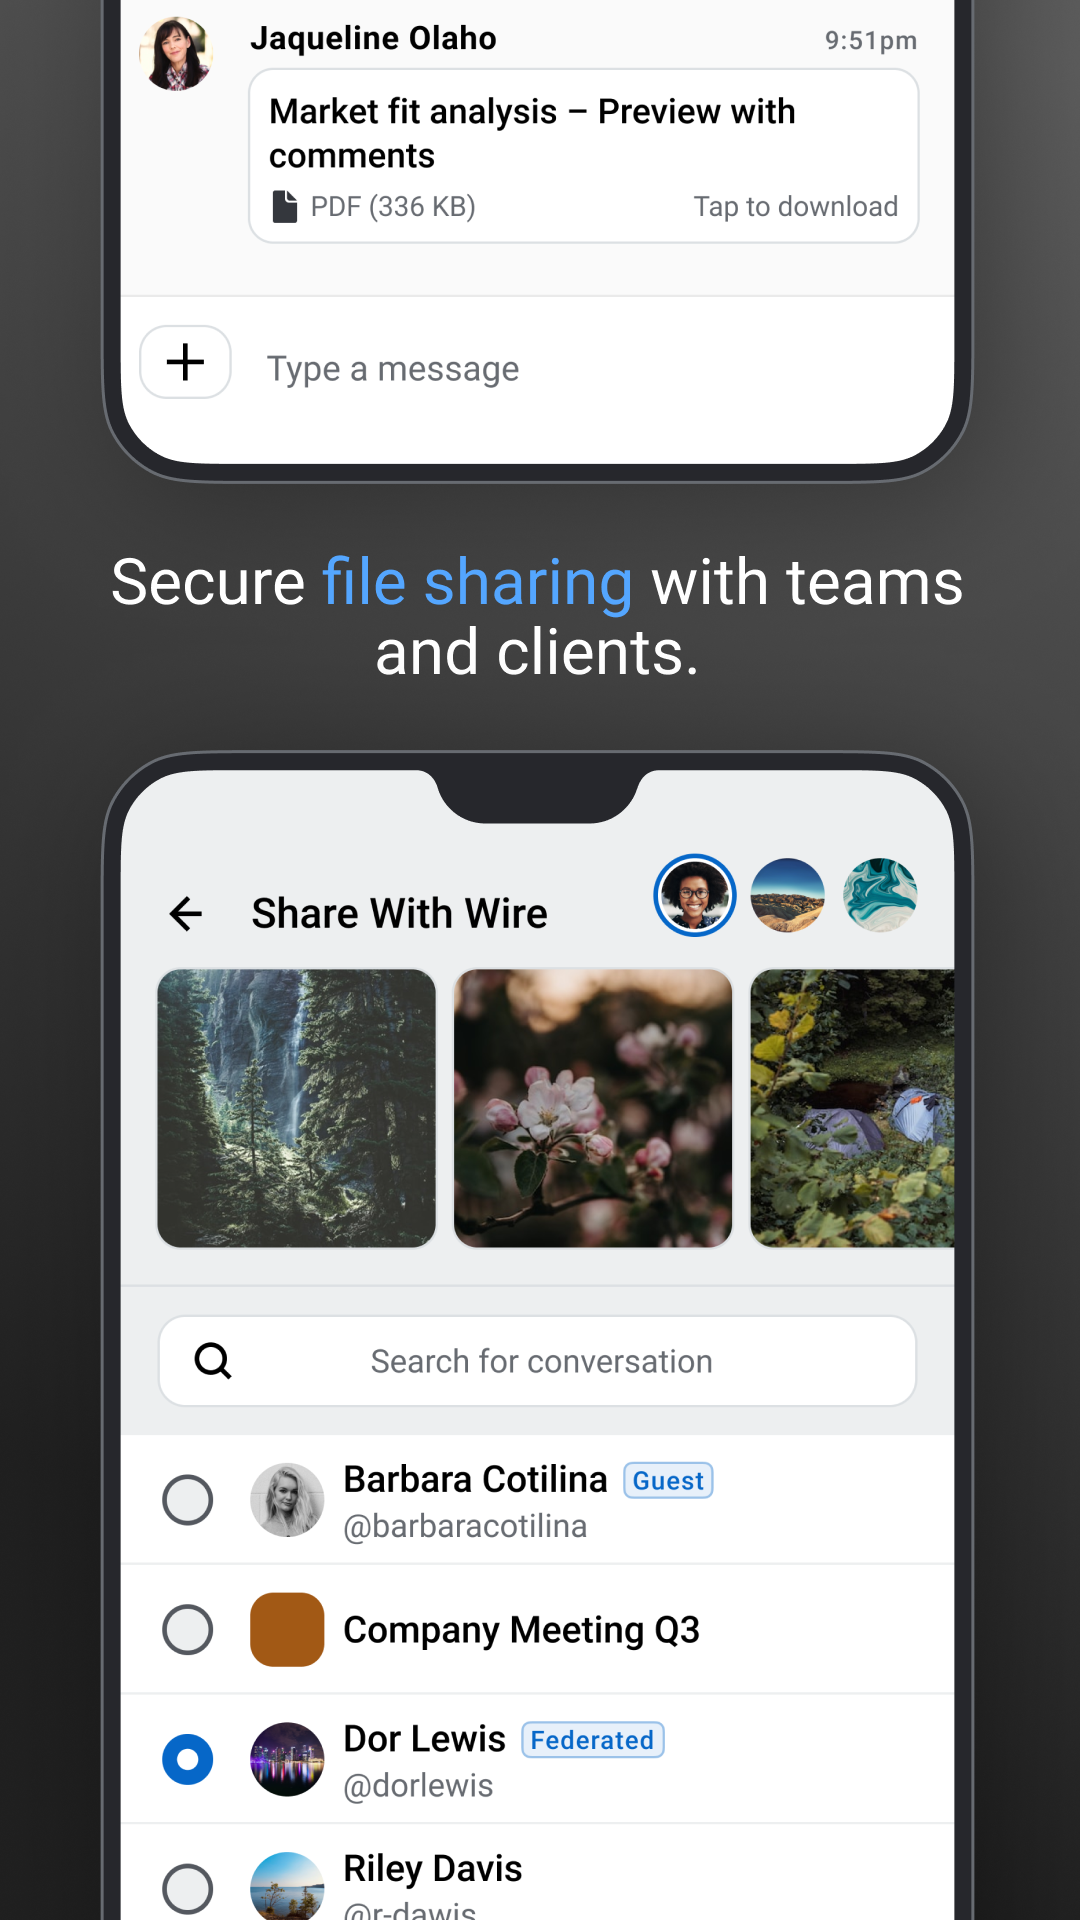 Jaqueline Olaho 9:51pm
Market fit analysis – Preview with
comments
PDF (336 KB) Tap to download
Type a message
Secure file sharing with teams
and clients.
Share With Wire
Search for conversation
Barbara Cotilina Guest
@barbaracotilina
Company Meeting Q3
Dor Lewis Federated
@dorlewis
Riley Davis
@r-dawis